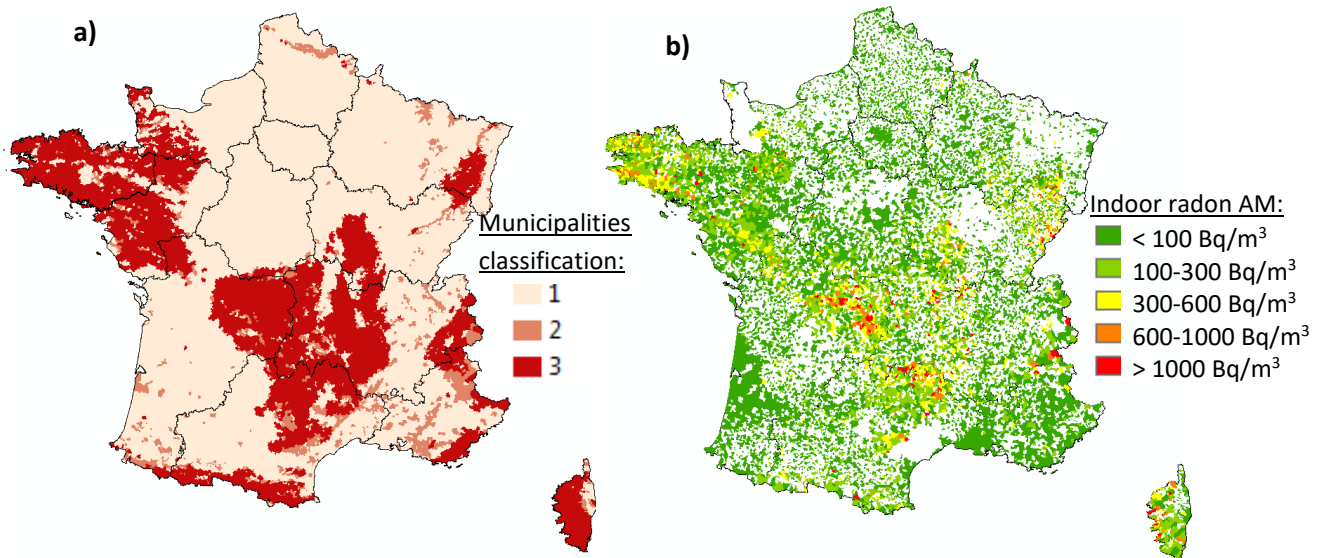 a)
Municipalities
classification:
1
2
3
b)
Indoor radon AM:
< 100 Bq/m³
100-300 Bq/m³
300-600 Bq/m³
600-1000 Bq/m³
> 1000 Bq/m³